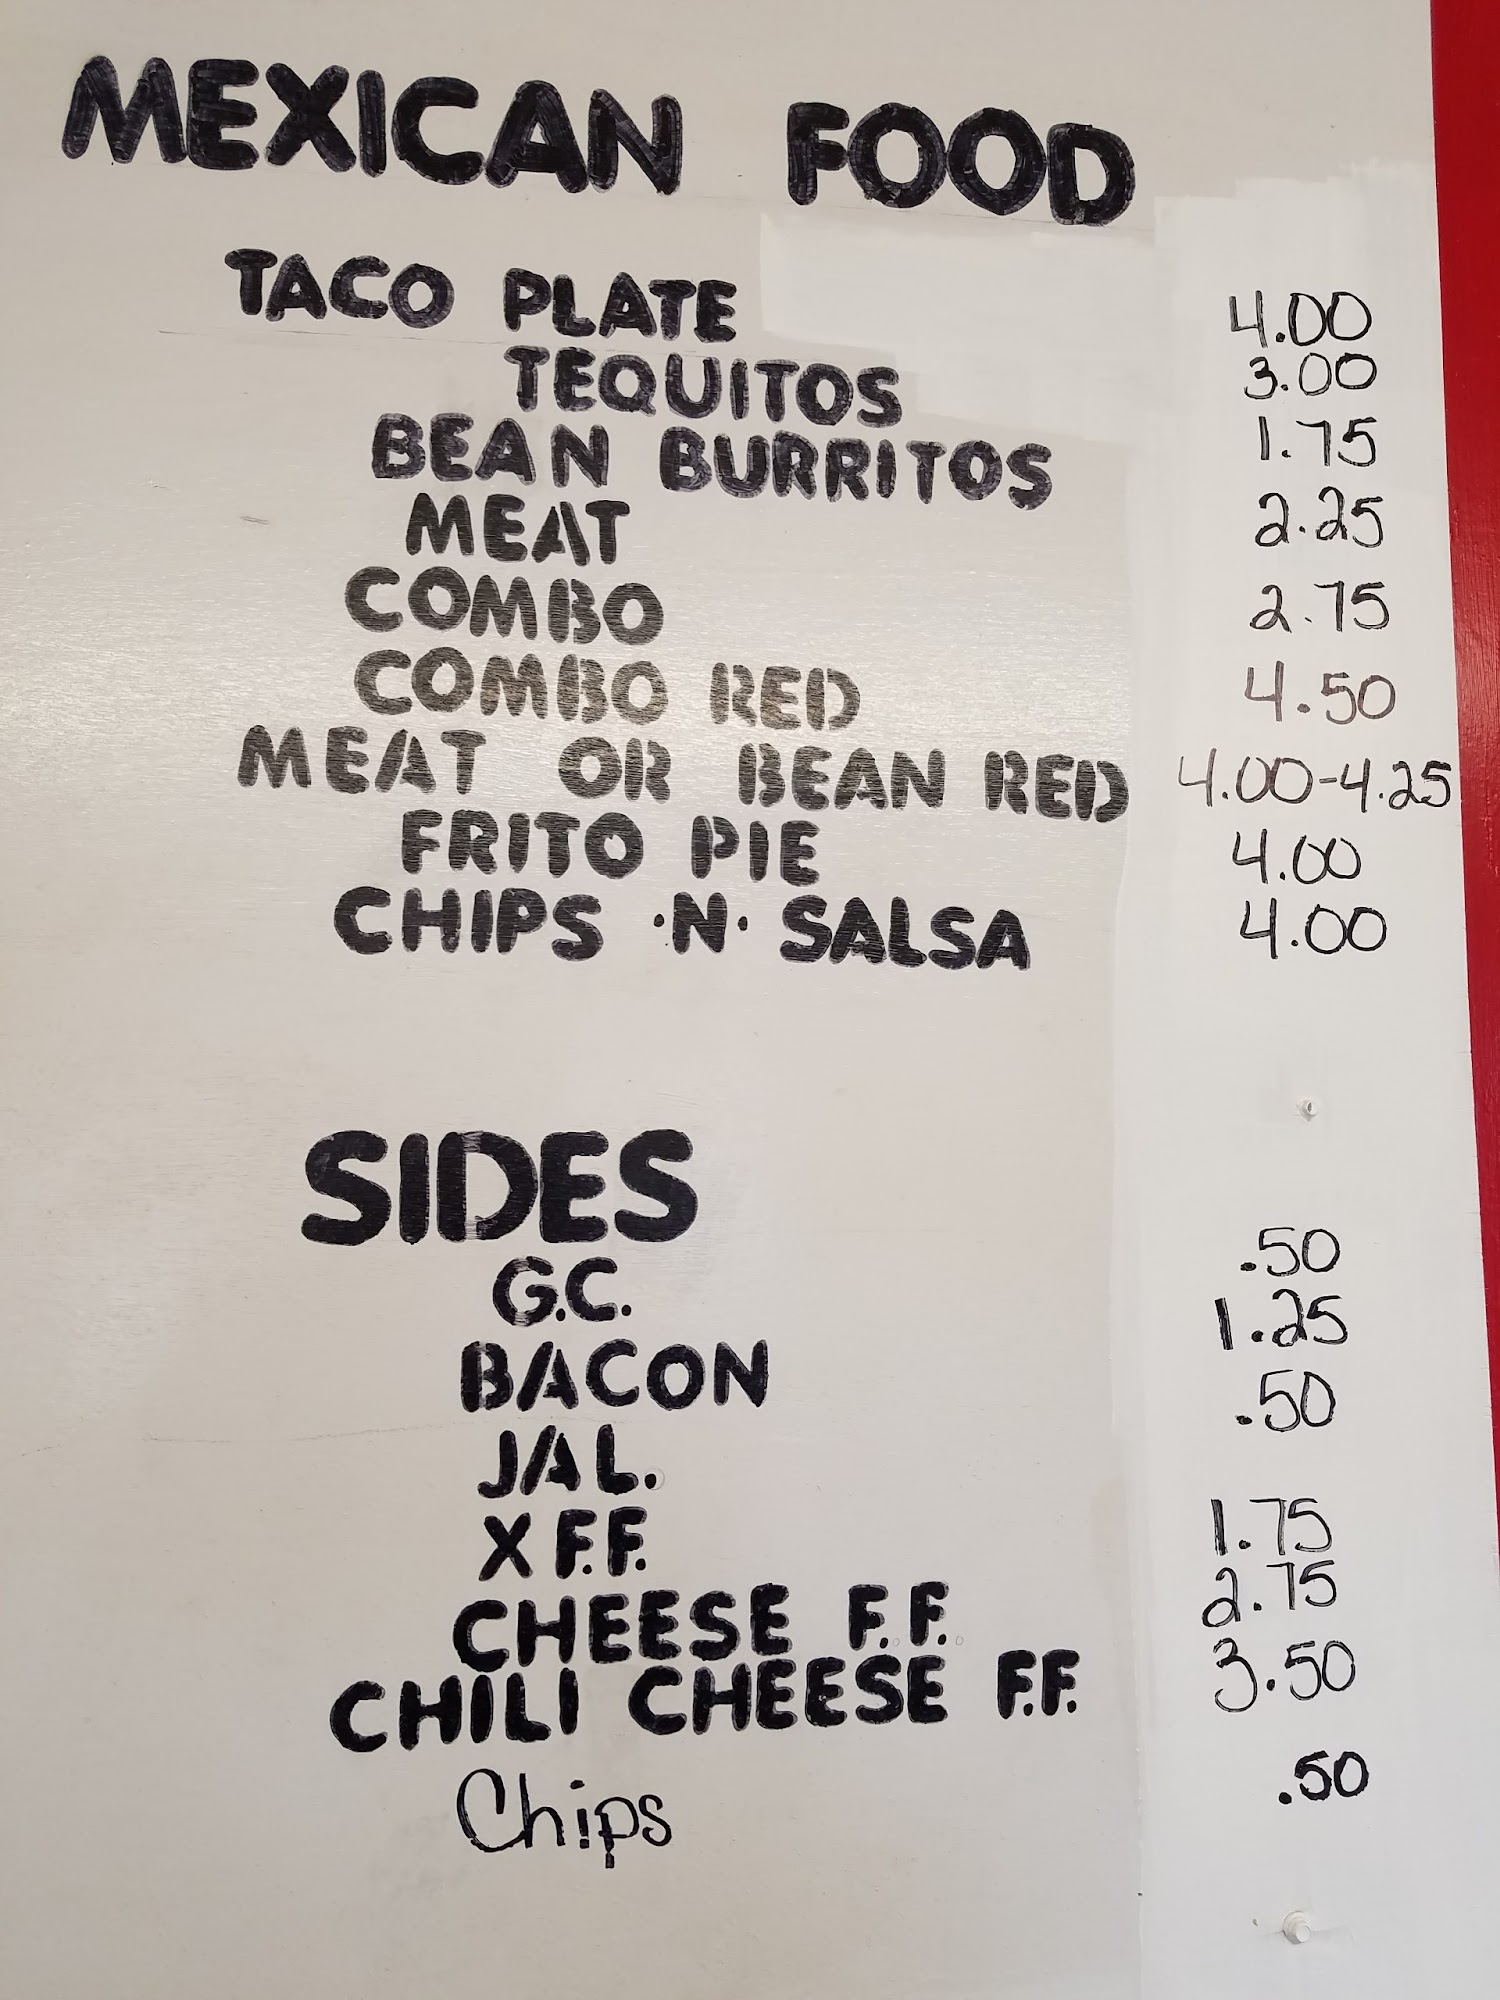 MEXICAN FOOD
TACO PLATE 4.00
TEQUITOS 3.00
BEAN BURRITOS 1.75
MEAT 2.25
COMBO 2.75
COMBO RED 4.50
MEAT OR BEAN RED 4.00-4.25
FRITO PIE 4.00
CHIPS ·N· SALSA 4.00
SIDES
G.C. .50
BACON 1.25
JAL. .50
X F.F. 1.75
CHEESE F.F. 2.75
CHILI CHEESE F.F. 3.50
Chips .50